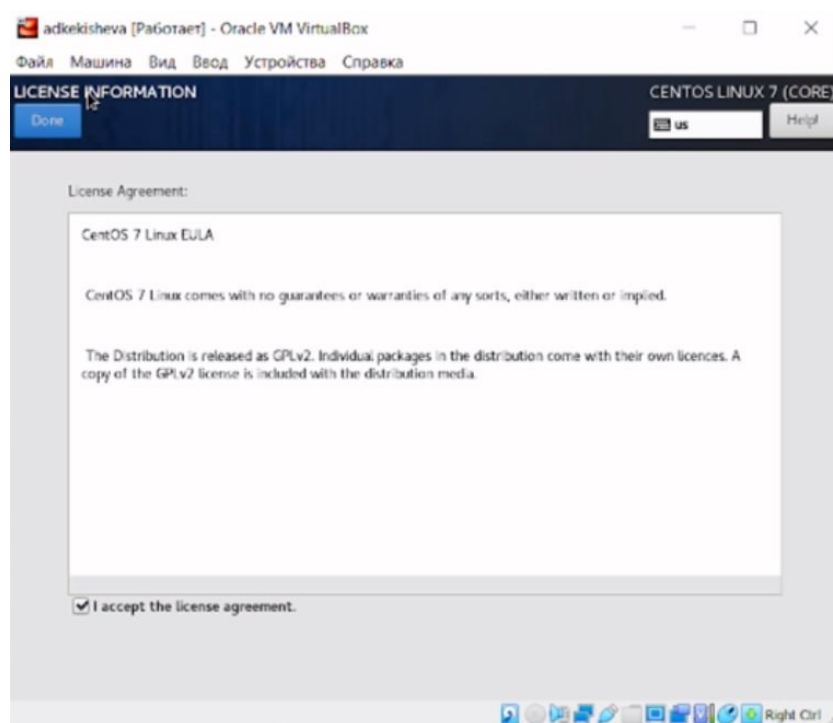 adkekisheva [Работает] - Oracle VM VirtualBox
Файл Машина Вид Ввод Устройства Справка
LICENSE INFORMATION
CENTOS LINUX 7 (CORE)
Done
us
Help!
License Agreement:
CentOS 7 Linux EULA
CentOS 7 Linux comes with no guarantees or warranties of any sorts, either written or implied.
The Distribution is released as GPLv2. Individual packages in the distribution come with their own licences. A
copy of the GPLv2 license is included with the distribution media.
I accept the license agreement.
Right Ctrl